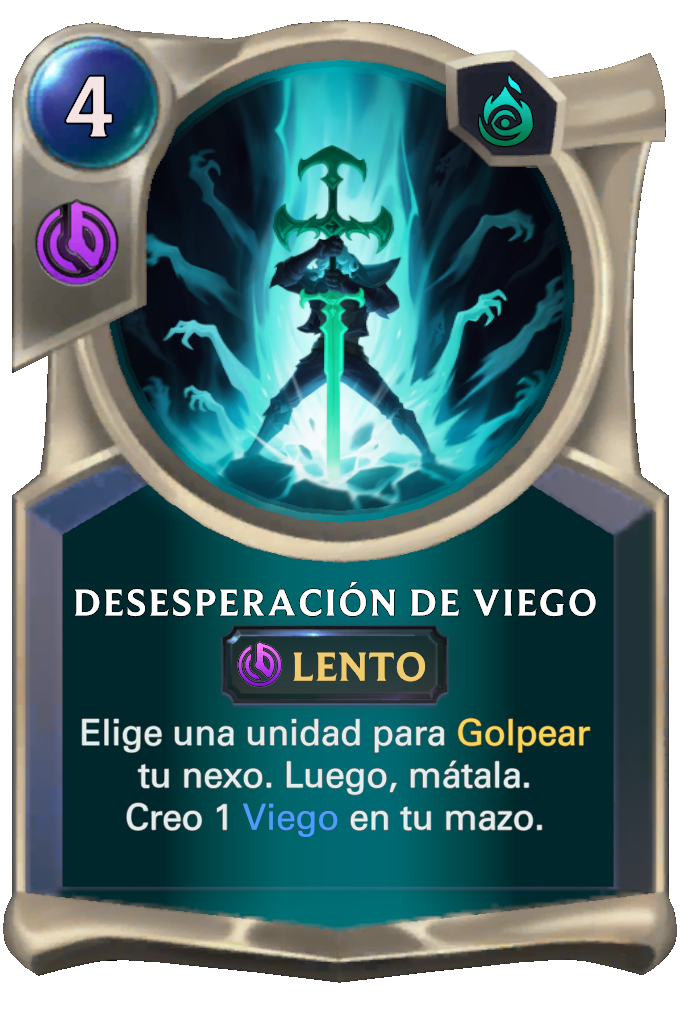 4
DESESPERACIÓN DE VIEGO
LENTO
Elige una unidad para Golpear
tu nexo. Luego, mátala.
Creo 1 Viego en tu mazo.